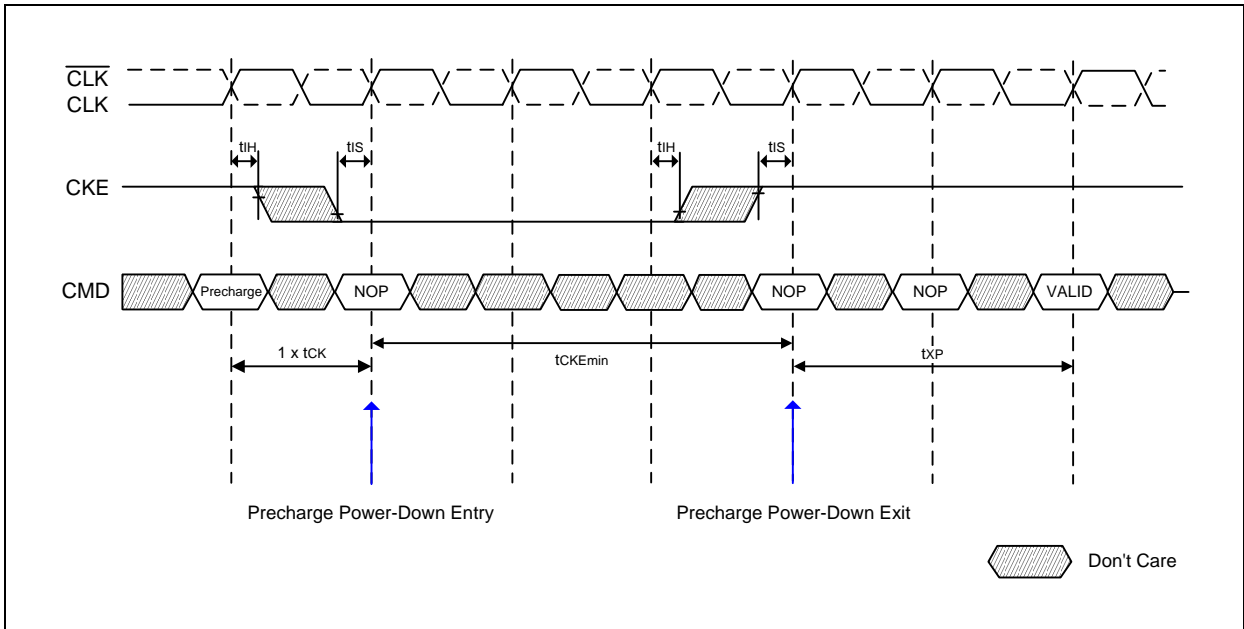 CLK
CLK
tIH tIS tIH tIS
CKE
CMD Precharge NOP NOP NOP VALID
1 x tCK tCKEmin tXP
Precharge Power-Down Entry Precharge Power-Down Exit
Don't Care